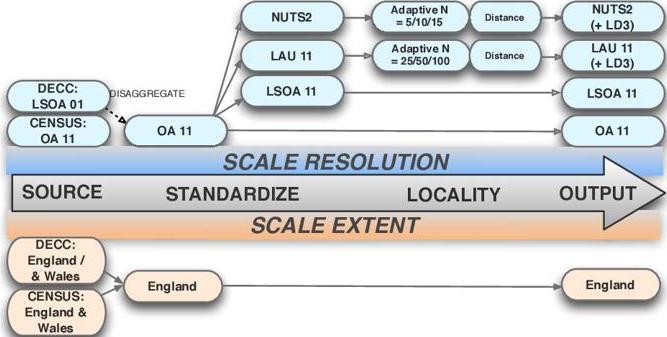 NUTS2
Adaptive N
= 5/10/15
Distance
NUTS2
(+ LD3)
LAU 11
Adaptive N
= 25/50/100
Distance
LAU 11
(+ LD3)
DECC:
LSOA 01
DISAGGREGATE
LSOA 11
LSOA 11
CENSUS:
OA 11
OA 11
OA 11
SCALE RESOLUTION
SOURCE STANDARDIZE LOCALITY OUTPUT
SCALE EXTENT
DECC:
England /
& Wales
England
England
CENSUS:
England &
Wales